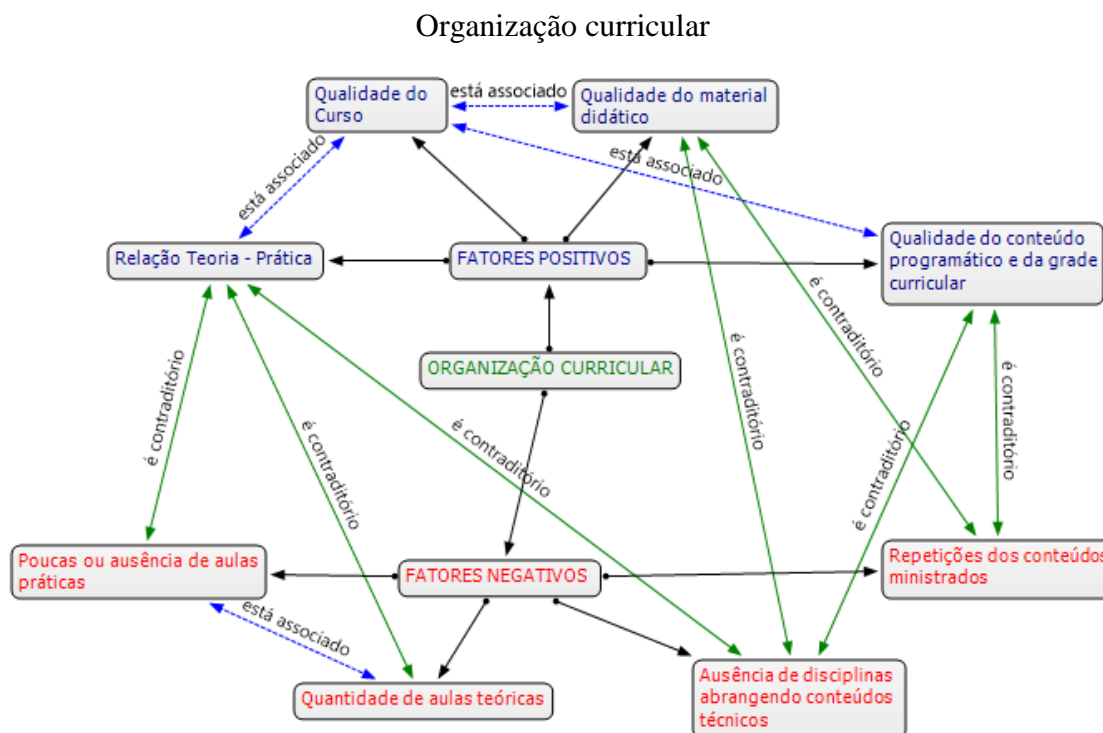 Organização curricular
Qualidade do
Curso
está associado
Qualidade do material
didático
está associado
está associado
Relação Teoria - Prática
FATORES POSITIVOS
Qualidade do conteúdo
programático e da grade
curricular
é contraditório
ORGANIZAÇÃO CURRICULAR
é contraditório
é contraditório
é contraditório
é contraditório
é contraditório
é contraditório
Poucas ou ausência de aulas
práticas
FATORES NEGATIVOS
Repetições dos conteúdos
ministrados
está associado
Quantidade de aulas teóricas
Ausência de disciplinas
abrangendo conteúdos
técnicos